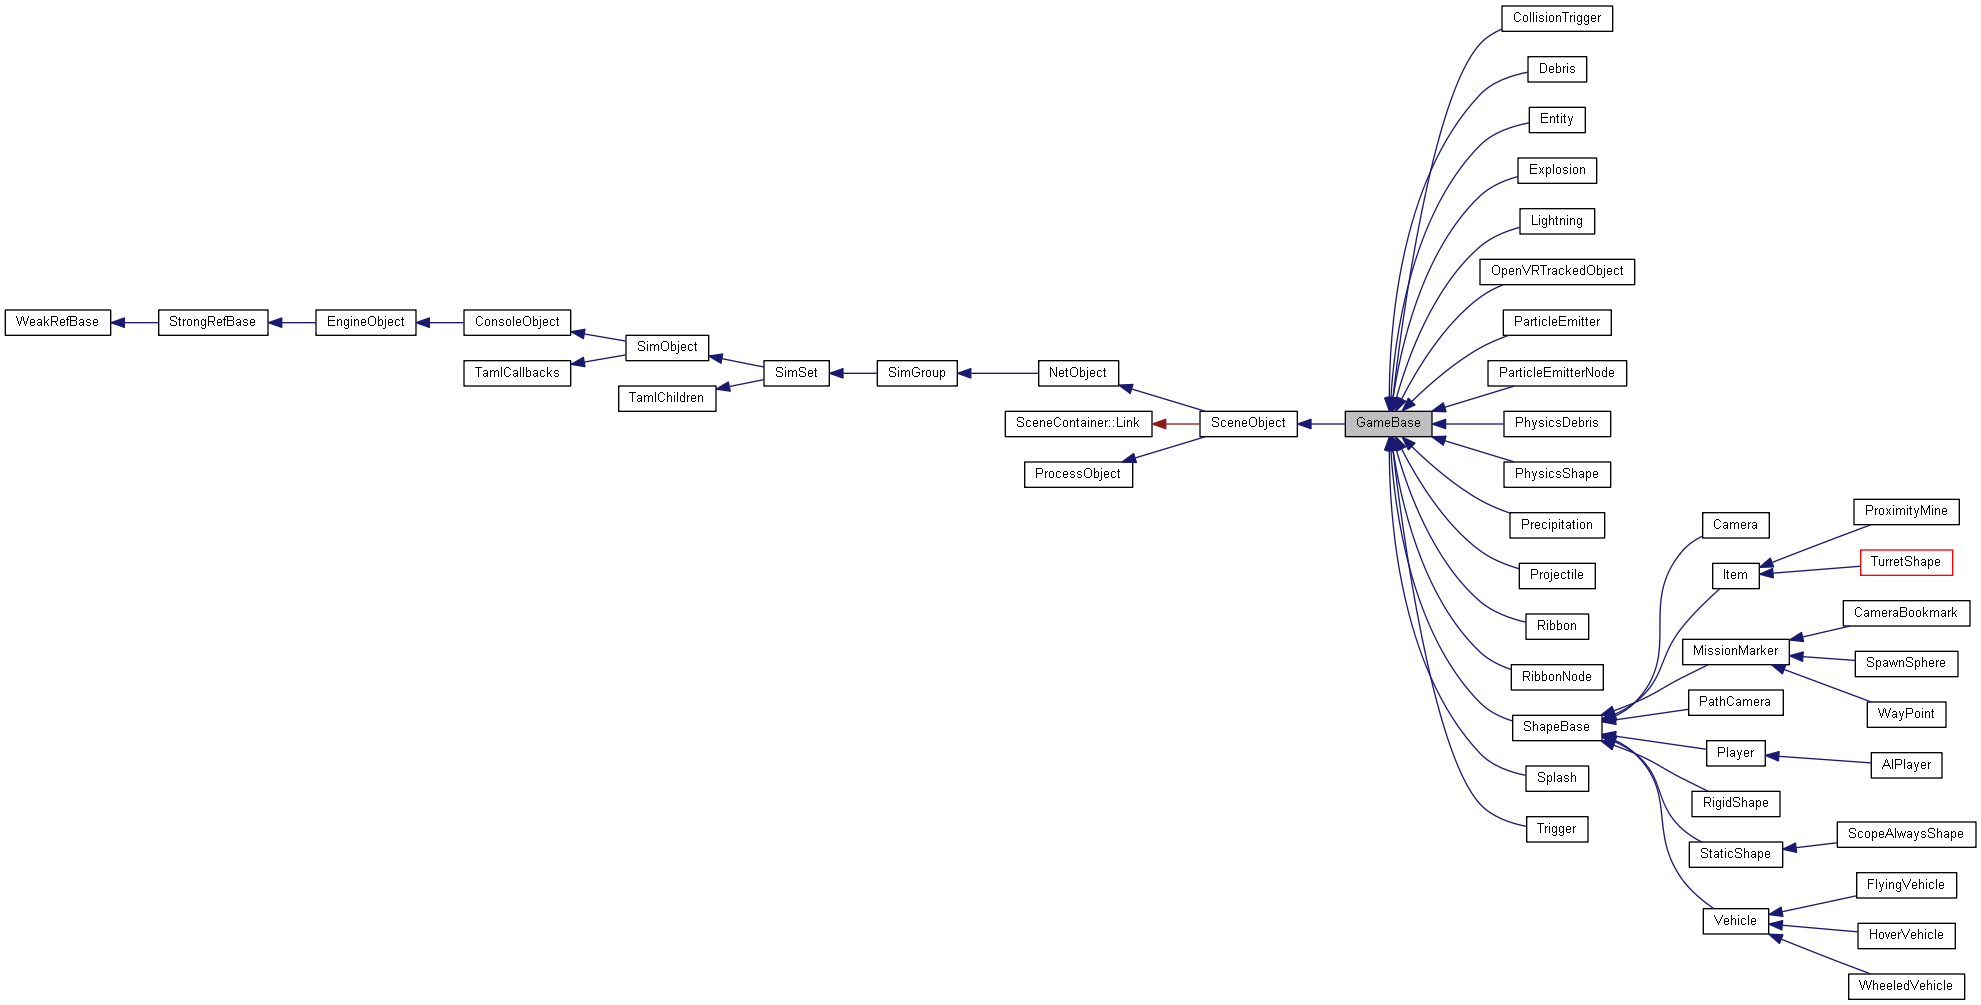 WeakRefBase
StrongRefBase
EngineObject
ConsoleObject
TamlCallbacks
SimObject
TamlChildren
SimSet
SimGroup
NetObject
SceneContainer::Link
ProcessObject
SceneObject
GameBase
CollisionTrigger
Debris
Entity
Explosion
Lightning
OpenVRTrackedObject
ParticleEmitter
ParticleEmitterNode
PhysicsDebris
PhysicsShape
Precipitation
Projectile
Ribbon
RibbonNode
ShapeBase
Splash
Trigger
Camera
Item
MissionMarker
PathCamera
Player
RigidShape
StaticShape
Vehicle
ProximityMine
TurretShape
CameraBookmark
SpawnSphere
WayPoint
AIPlayer
ScopeAlwaysShape
FlyingVehicle
HoverVehicle
WheeledVehicle